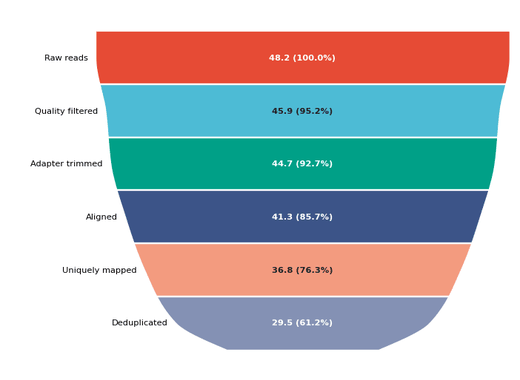 Raw reads 48.2 (100.0%)
Quality filtered 45.9 (95.2%)
Adapter trimmed 44.7 (92.7%)
Aligned 41.3 (85.7%)
Uniquely mapped 36.8 (76.3%)
Deduplicated 29.5 (61.2%)